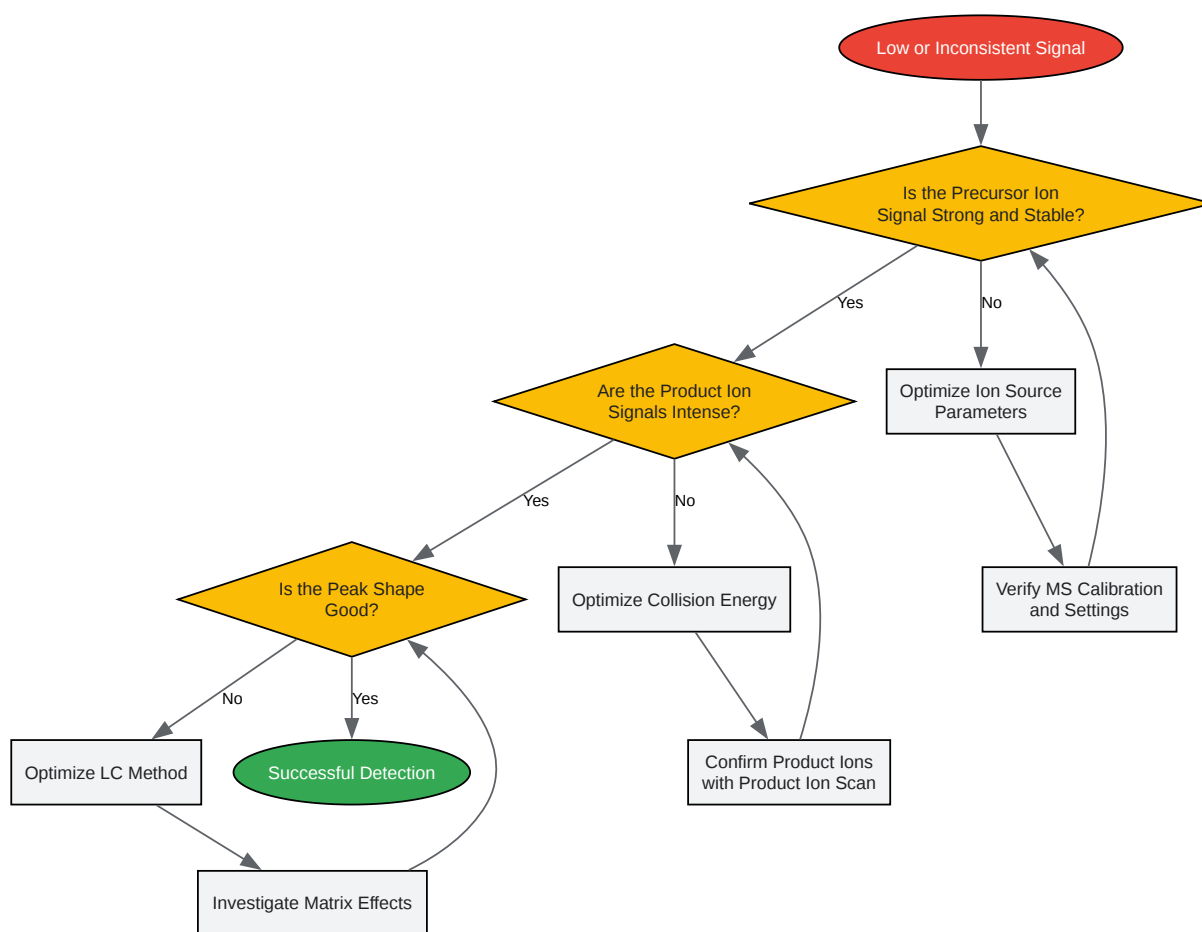 Low or Inconsistent Signal
Is the Precursor Ion
Signal Strong and Stable?
Yes
No
Are the Product Ion
Signals Intense?
Optimize Ion Source
Parameters
Yes
No
Is the Peak Shape
Good?
Optimize Collision Energy
Verify MS Calibration
and Settings
No
Yes
Optimize LC Method
Successful Detection
Confirm Product Ions
with Product Ion Scan
Investigate Matrix Effects